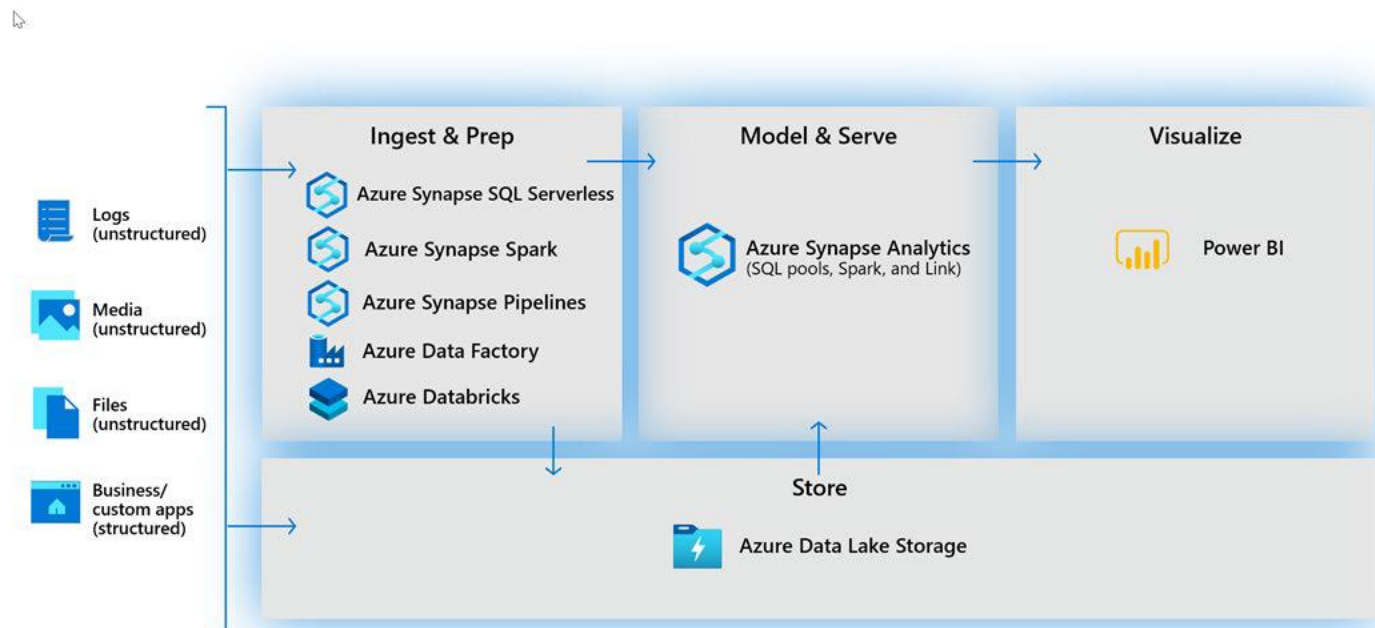 Logs
(unstructured)
Media
(unstructured)
Files
(unstructured)
Business/
custom apps
(structured)
Ingest & Prep
Azure Synapse SQL Serverless
Azure Synapse Spark
Azure Synapse Pipelines
Azure Data Factory
Azure Databricks
Model & Serve
Azure Synapse Analytics
(SQL pools, Spark, and Link)
Visualize
Power BI
Store
Azure Data Lake Storage